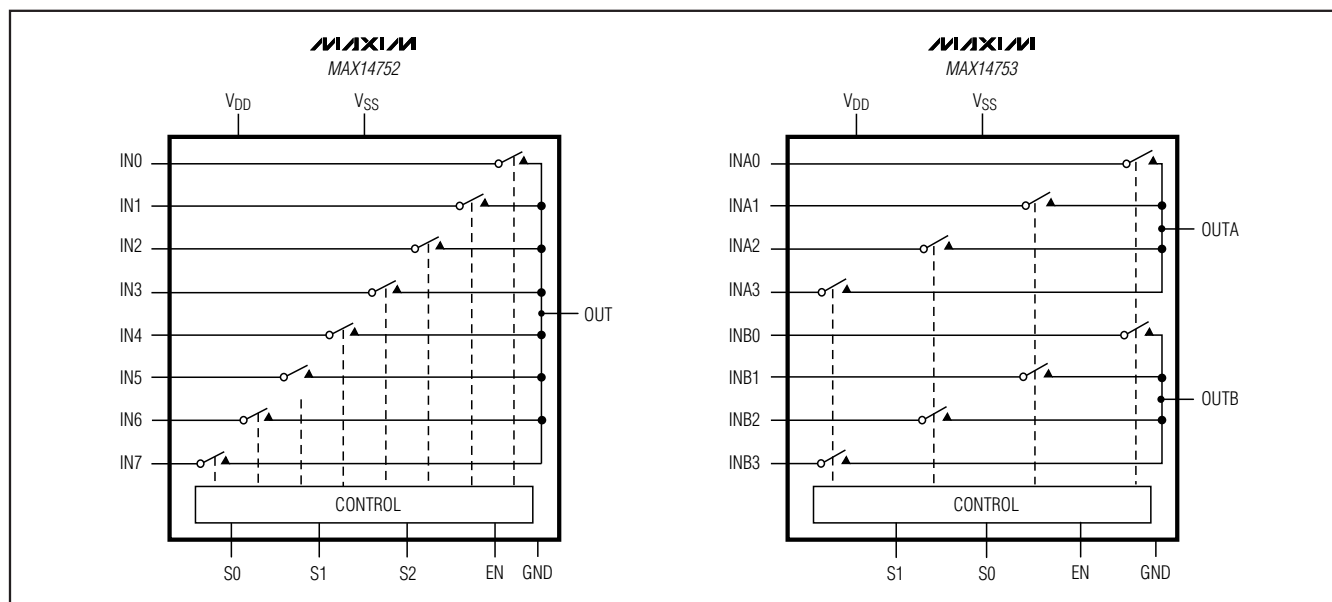 MAXIM
MAX14752
VDD
VSS
IN0
IN1
IN2
IN3
IN4
IN5
IN6
IN7
OUT
CONTROL
S0
S1
S2
EN
GND
MAXIM
MAX14753
VDD
VSS
INA0
INA1
INA2
INA3
INB0
INB1
INB2
INB3
OUTA
OUTB
CONTROL
S1
S0
EN
GND